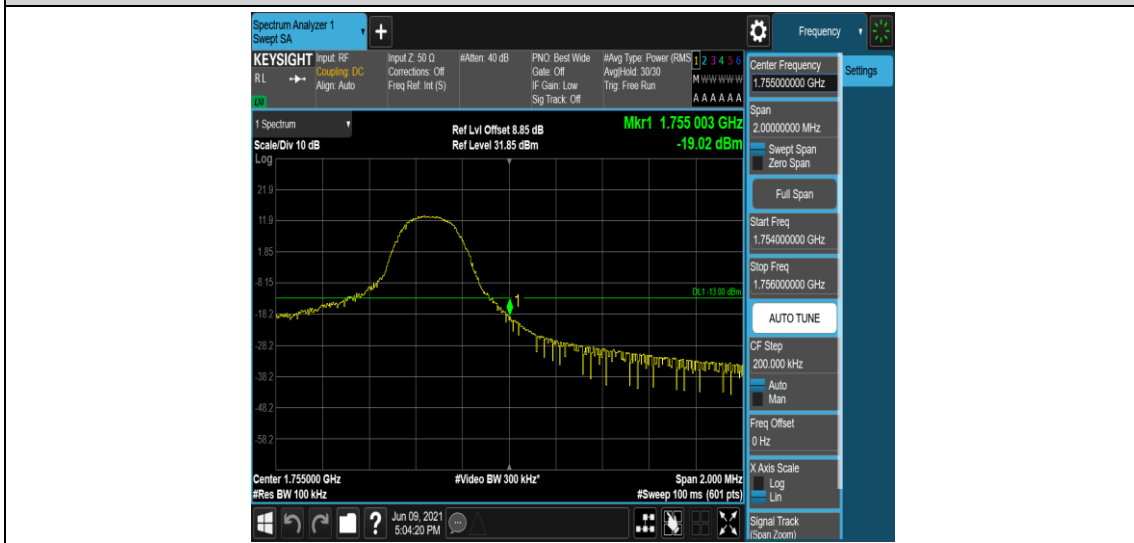 Spectrum Analyzer 1
Swept SA
+
Frequency
KEYSIGHT
RL
LXI
Input: RF
Coupling: DC
Align: Auto
Input Z: 50 Ω
Corrections: Off
Freq Ref: Int (S)
#Atten: 40 dB
PNO: Best Wide
Gate: Off
IF Gain: Low
Sig Track: Off
#Avg Type: Power (RMS
Avg|Hold: 30/30
Trig: Free Run
1 2 3 4 5 6
M W W W W W
A A A A A A
1 Spectrum
Scale/Div 10 dB
Log
Ref Lvl Offset 8.85 dB
Ref Level 31.85 dBm
Mkr1 1.755 003 GHz
-19.02 dBm
21.9
11.9
1.85
-8.15
-18.2
-28.2
-38.2
-48.2
-58.2
DL1 -13.00 dBm
1
Center 1.755000 GHz
#Res BW 100 kHz
#Video BW 300 kHz*
Span 2.000 MHz
#Sweep 100 ms (601 pts)
Center Frequency
1.755000000 GHz
Settings
Span
2.00000000 MHz
Swept Span
Zero Span
Full Span
Start Freq
1.754000000 GHz
Stop Freq
1.756000000 GHz
AUTO TUNE
CF Step
200.000 kHz
Auto
Man
Freq Offset
0 Hz
X Axis Scale
Log
Lin
Signal Track
(Span Zoom)
?
Jun 09, 2021
5:04:20 PM